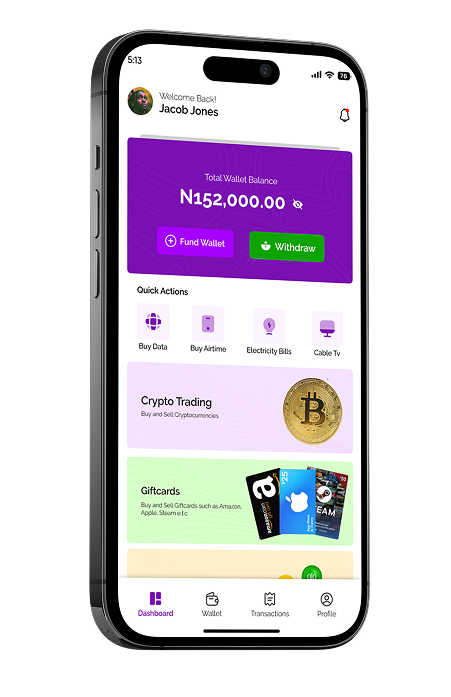 5:13
76
Welcome Back!
Jacob Jones
Total Wallet Balance
N152,000.00
Fund Wallet
Withdraw
Quick Actions
Buy Data
Buy Airtime
Electricity Bills
Cable Tv
Crypto Trading
Buy and Sell Cryptocurrencies
Giftcards
Buy and Sell Giftcards such as Amazon,
Apple, Steam e.t.c
a
$25
Dashboard
Wallet
Transactions
Profile